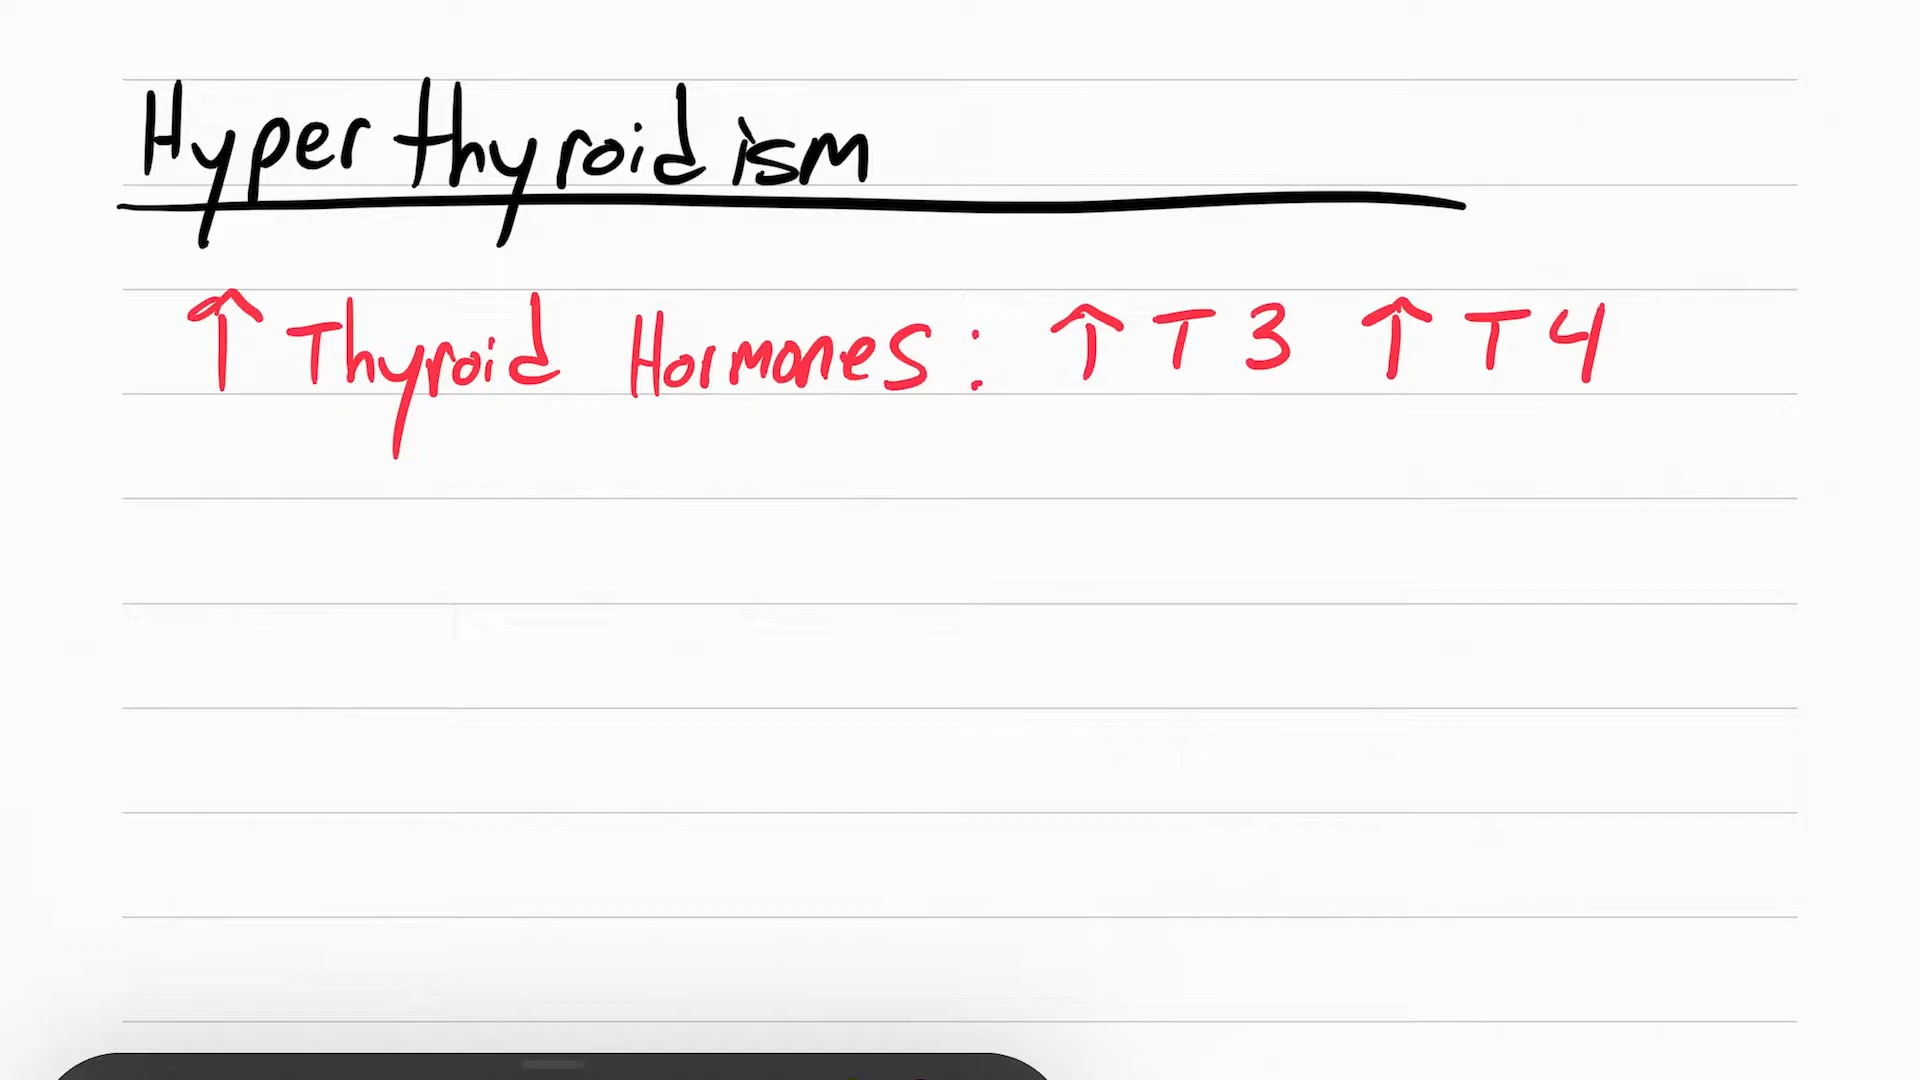 Hyperthyroidism
↑ Thyroid Hormones: ↑ T3 ↑ T4